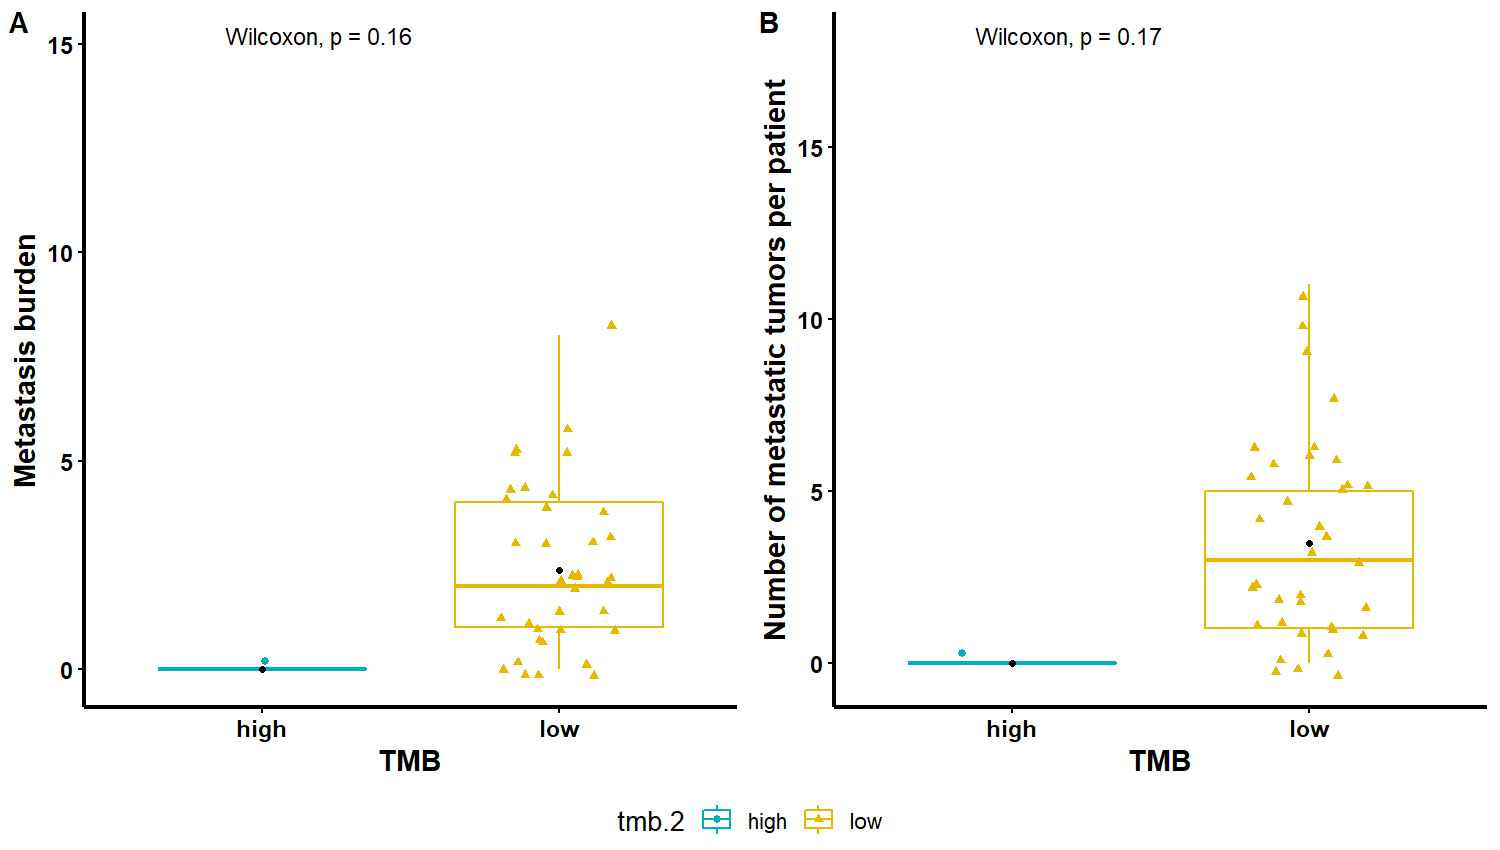 A
Wilcoxon, p = 0.16
15
10
5
0
Metastasis burden
high
low
TMB
B
Wilcoxon, p = 0.17
15
10
5
0
Number of metastatic tumors per patient
high
low
TMB
tmb.2 high low